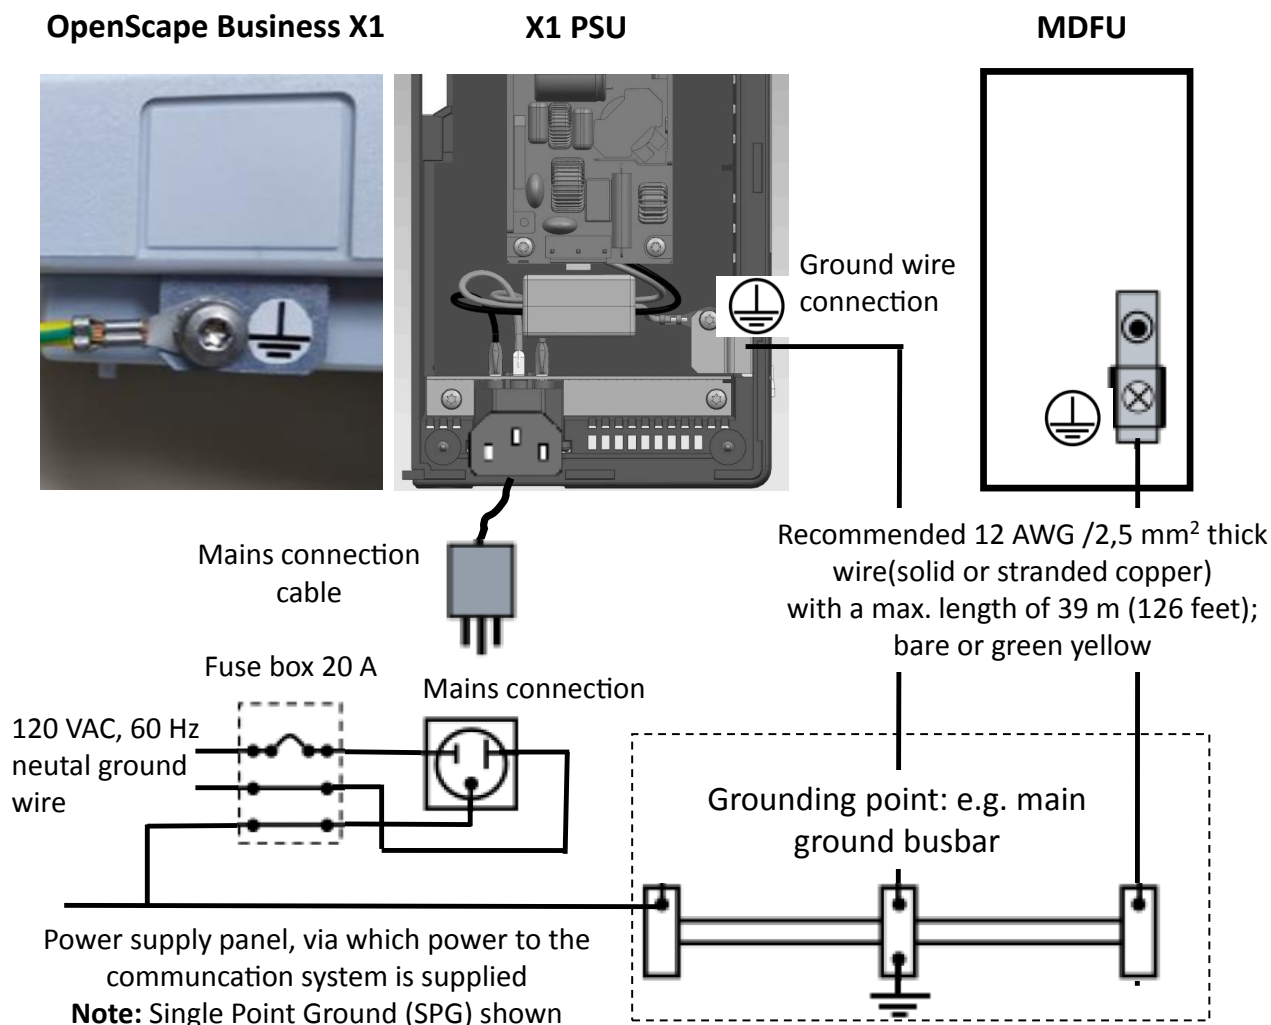 OpenScape Business X1
X1 PSU
MDFU
Ground wire
connection
Mains connection
cable
Recommended 12 AWG /2,5 mm² thick
wire(solid or stranded copper)
with a max. length of 39 m (126 feet);
bare or green yellow
Fuse box 20 A
Mains connection
120 VAC, 60 Hz
neutal ground
wire
Grounding point: e.g. main
ground busbar
Power supply panel, via which power to the
communcation system is supplied
Note: Single Point Ground (SPG) shown